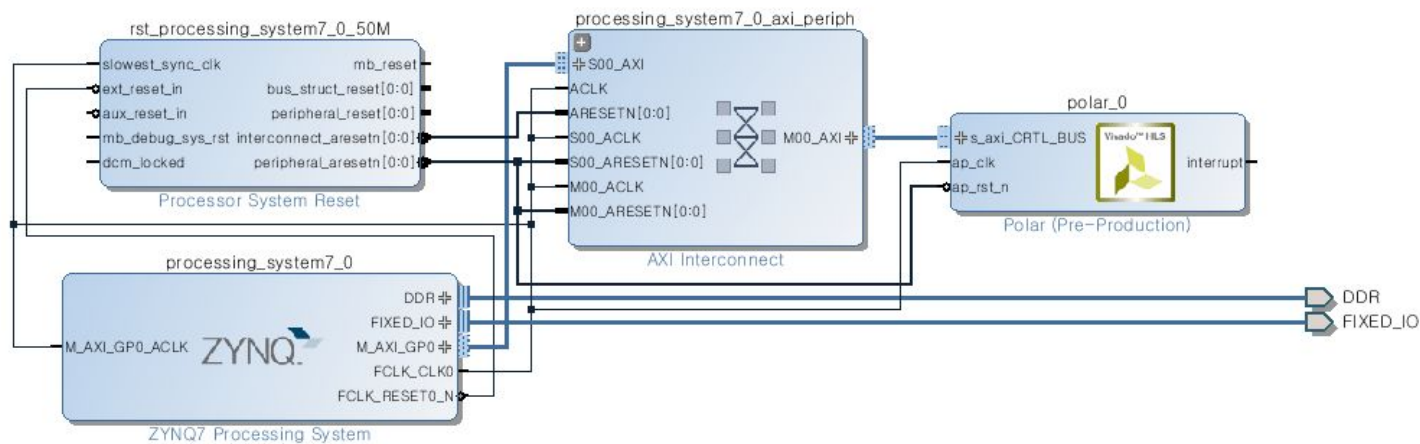 rst_processing_system7_0_50M
slowest_sync_clk
ext_reset_in
aux_reset_in
mb_debug_sys_rst
dcm_locked
mb_reset
bus_struct_reset[0:0]
peripheral_reset[0:0]
interconnect_aresetn[0:0]
peripheral_aresetn[0:0]
Processor System Reset
processing_system7_0_axi_periph
S00_AXI
ACLK
ARESETN[0:0]
S00_ACLK
S00_ARESETN[0:0]
M00_ACLK
M00_ARESETN[0:0]
M00_AXI
AXI Interconnect
polar_0
s_axi_CRTL_BUS
ap_clk
ap_rst_n
Vivado™ HLS
interrupt
Polar (Pre-Production)
processing_system7_0
M_AXI_GP0_ACLK
ZYNQ
DDR
FIXED_IO
M_AXI_GP0
FCLK_CLK0
FCLK_RESET0_N
ZYNQ7 Processing System
DDR
FIXED_IO